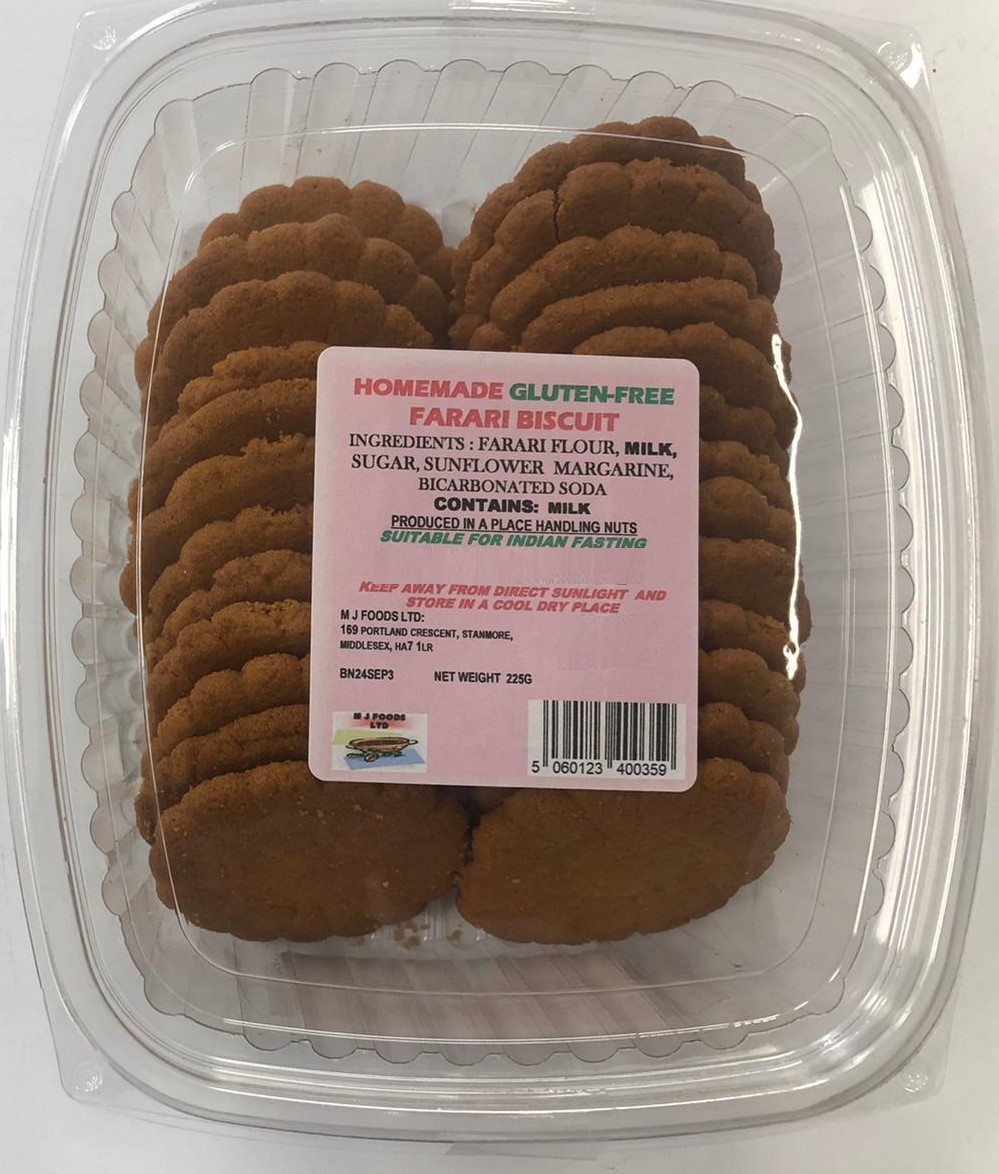 HOMEMADE GLUTEN-FREE
FARARI BISCUIT
INGREDIENTS : FARARI FLOUR, MILK,
SUGAR, SUNFLOWER MARGARINE,
BICARBONATED SODA
CONTAINS: MILK
PRODUCED IN A PLACE HANDLING NUTS
SUITABLE FOR INDIAN FASTING
KEEP AWAY FROM DIRECT SUNLIGHT AND
STORE IN A COOL DRY PLACE
M J FOODS LTD:
169 PORTLAND CRESCENT, STANMORE,
MIDDLESEX, HA7 1LR
BN24SEP3 NET WEIGHT 225G
M J FOODS
LTD
5 060123 400359